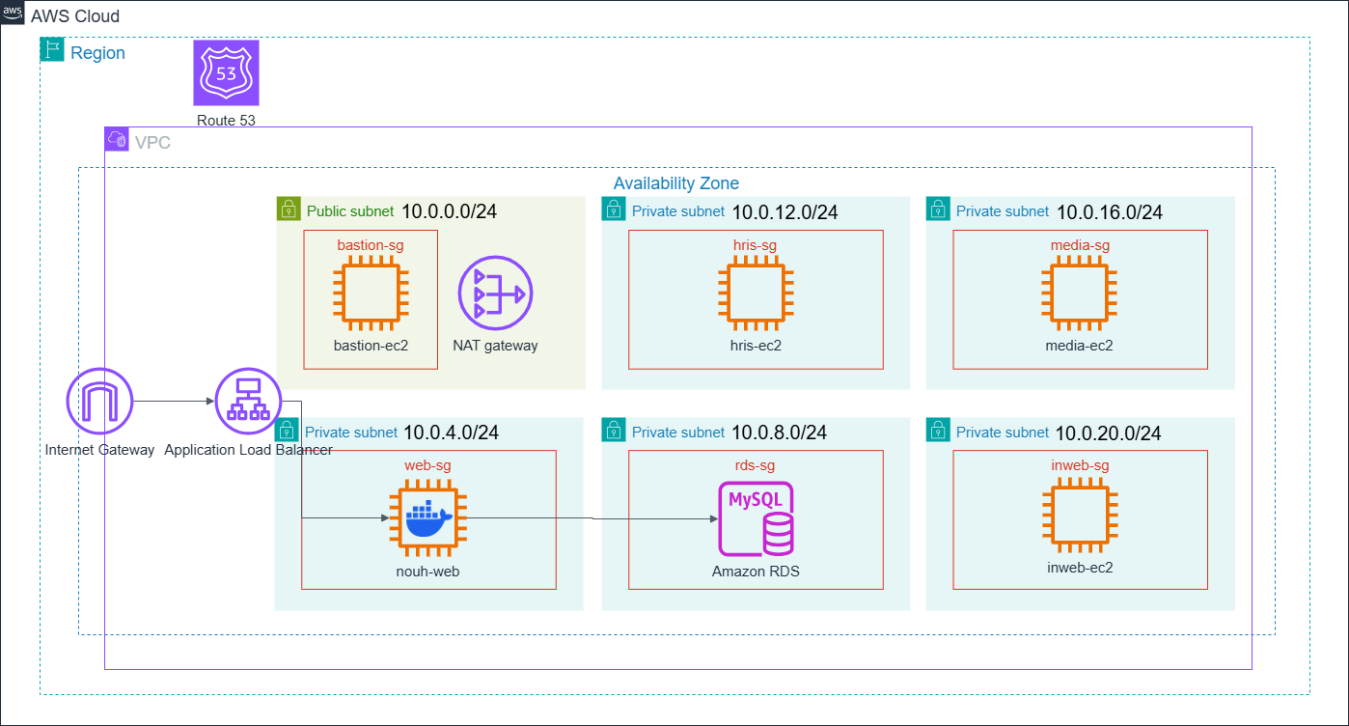 aws
AWS Cloud
Region
53
Route 53
VPC
Availability Zone
Public subnet 10.0.0.0/24
bastion-sg
bastion-ec2
NAT gateway
Private subnet 10.0.12.0/24
hris-sg
hris-ec2
Private subnet 10.0.16.0/24
media-sg
media-ec2
Internet Gateway
Application Load Balancer
Private subnet 10.0.4.0/24
web-sg
nouh-web
Private subnet 10.0.8.0/24
rds-sg
MySQL
Amazon RDS
Private subnet 10.0.20.0/24
inweb-sg
inweb-ec2